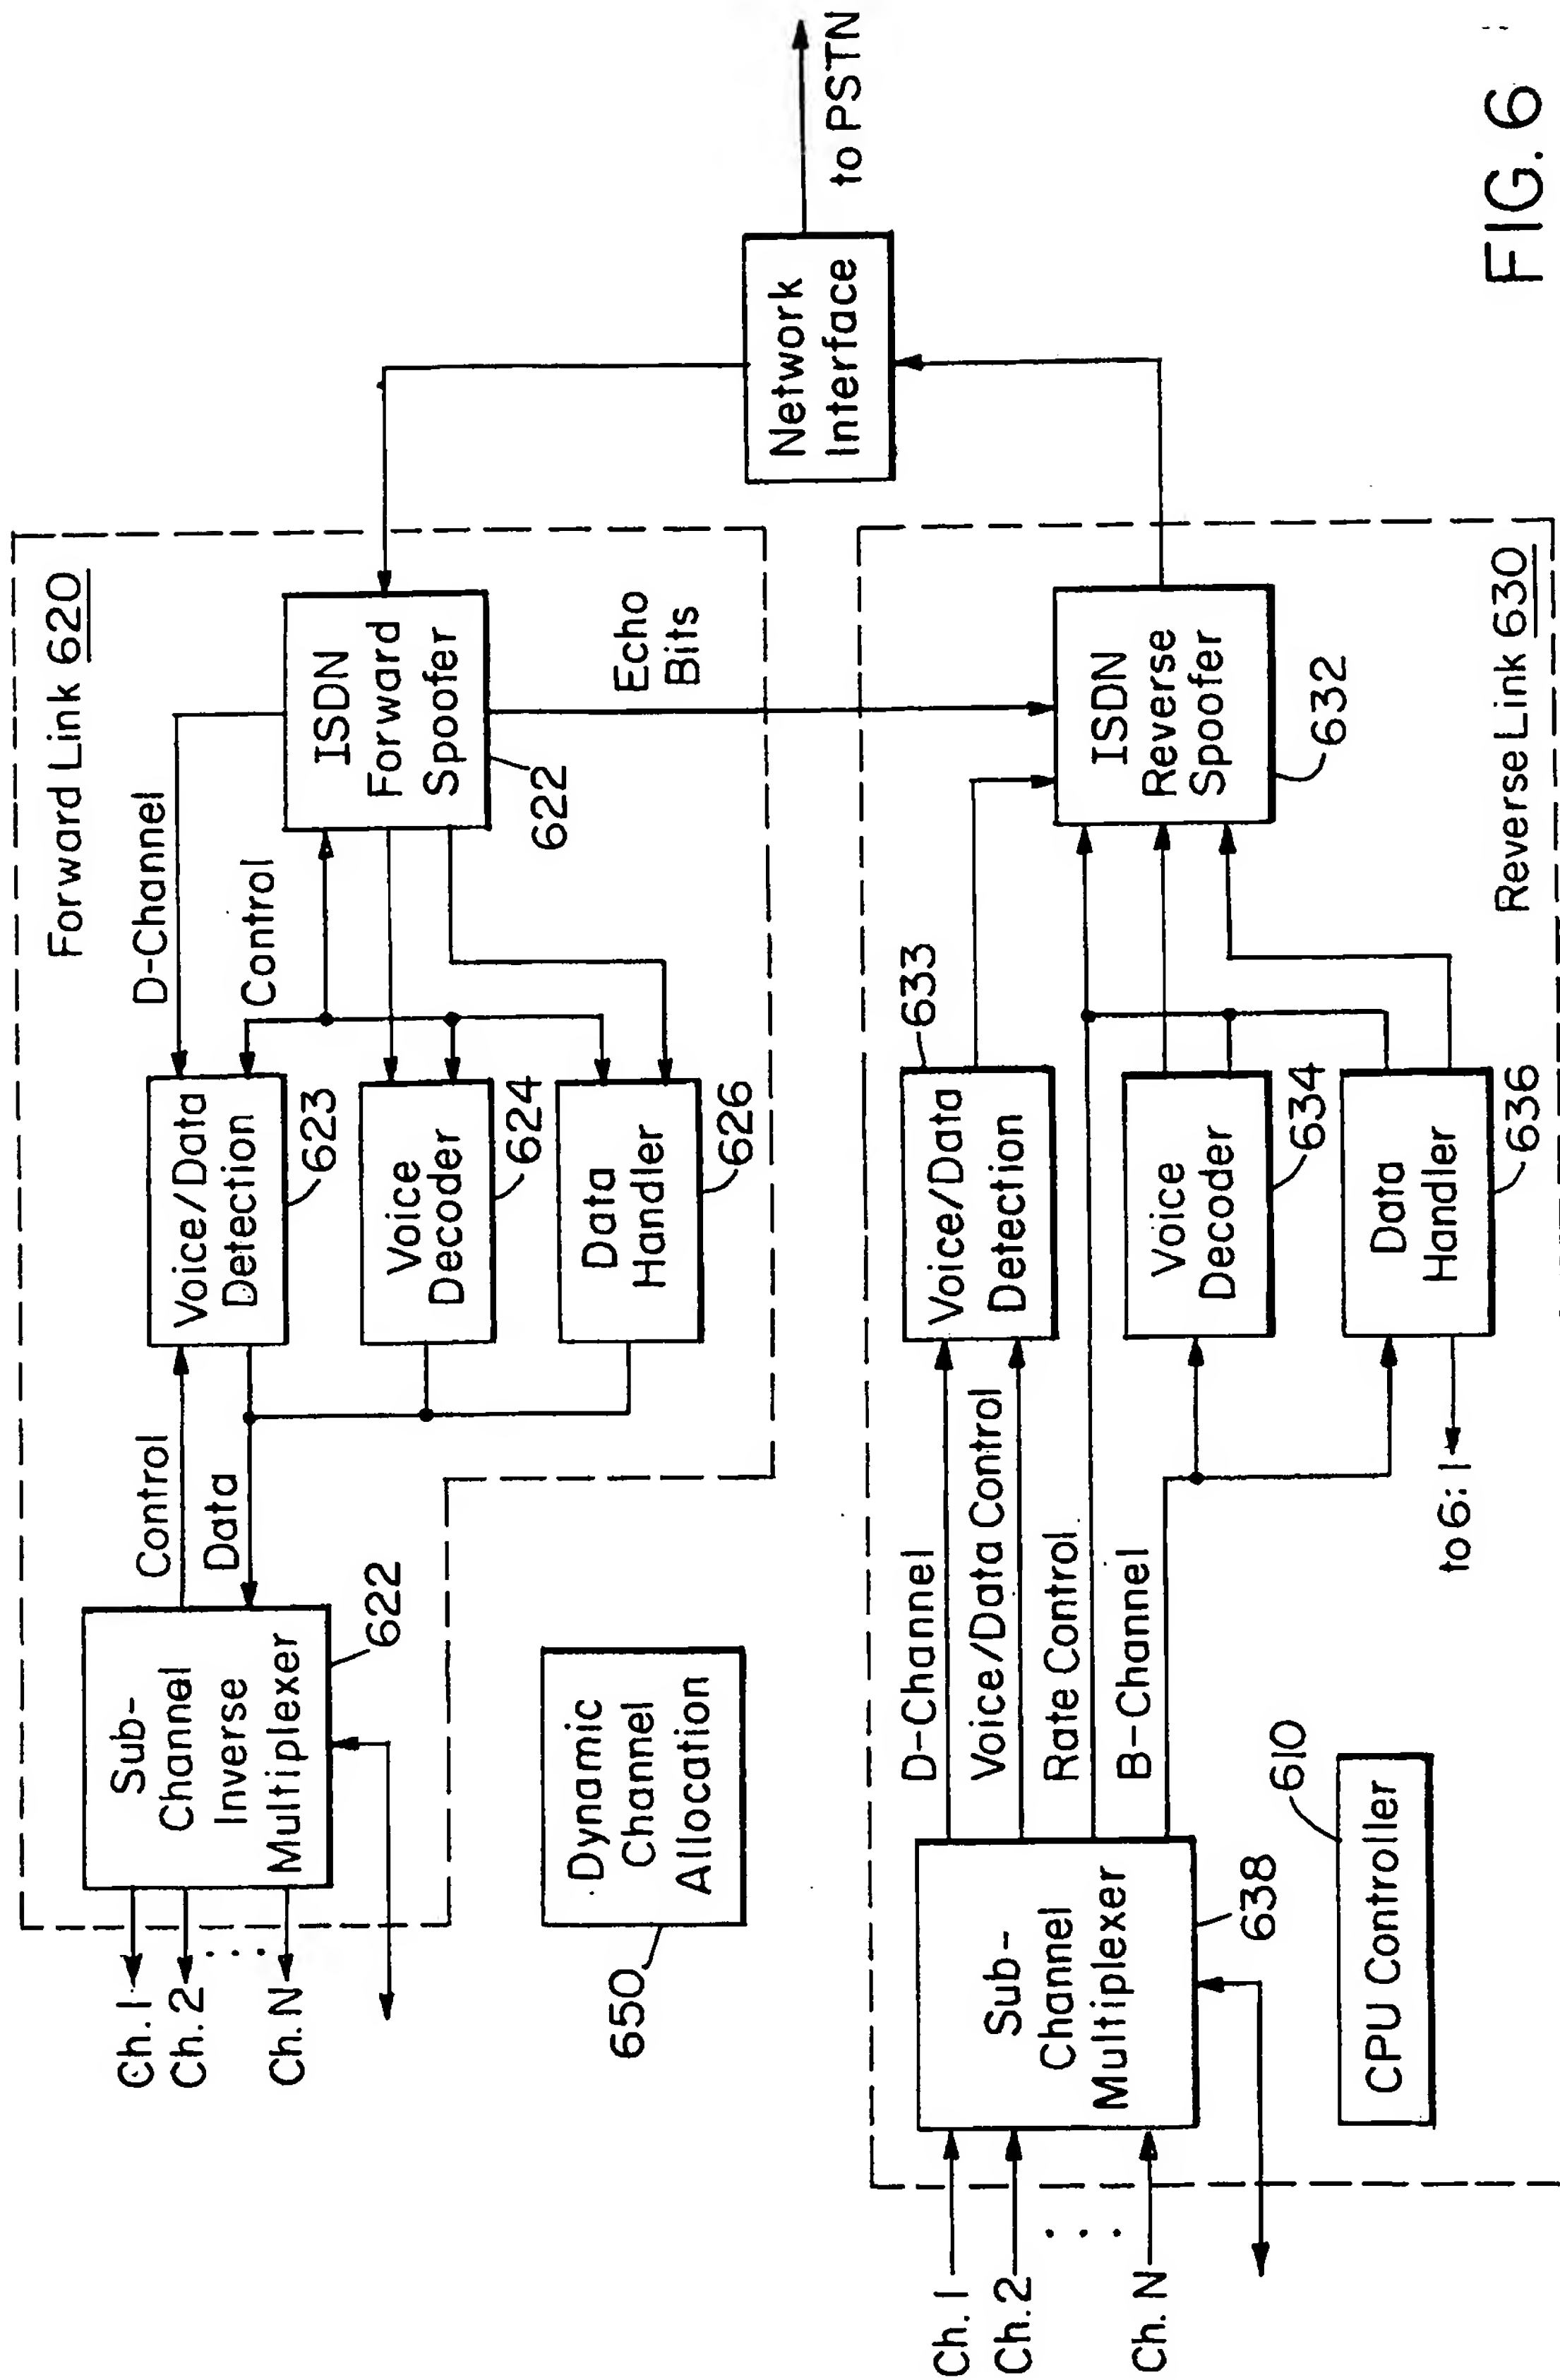 Forward Link 620
Sub-
Channel
Inverse
Multiplexer
622
Ch. 1
Ch. 2
. . .
Ch. N
Control
Data
Voice/Data
Detection
623
Voice
Decoder
624
Data
Handler
626
D-Channel
Control
ISDN
Forward
Spoofer
622
Echo
Bits
Network
Interface
to PSTN
Dynamic
Channel
Allocation
650
Reverse Link 630
Ch. 1
Ch. 2
. . .
Ch. N
Sub-
Channel
Multiplexer
638
D-Channel
Voice/Data Control
Rate Control
B-Channel
Voice/Data
Detection
633
Voice
Decoder
634
Data
Handler
636
to 6:1
ISDN
Reverse
Spoofer
632
CPU Controller
610
FIG. 6